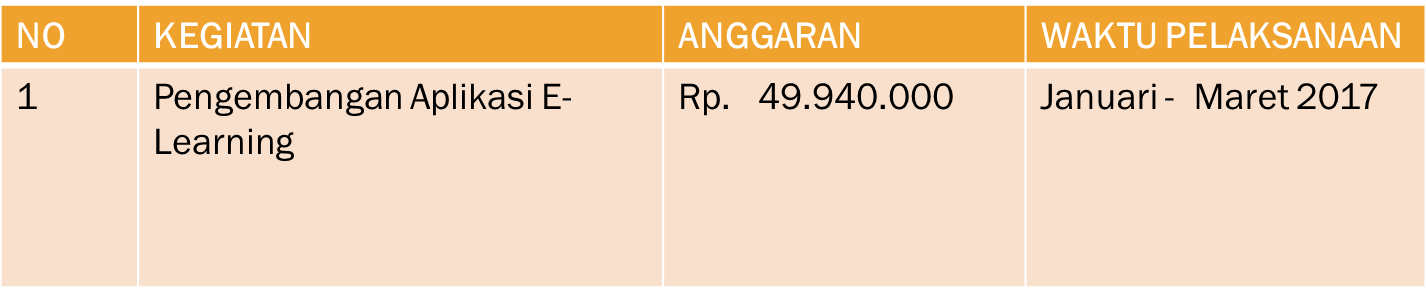 NO KEGIATAN ANGGARAN WAKTU PELAKSANAAN
1 Pengembangan Aplikasi E- Rp. 49.940.000 Januari - Maret 2017
Learning